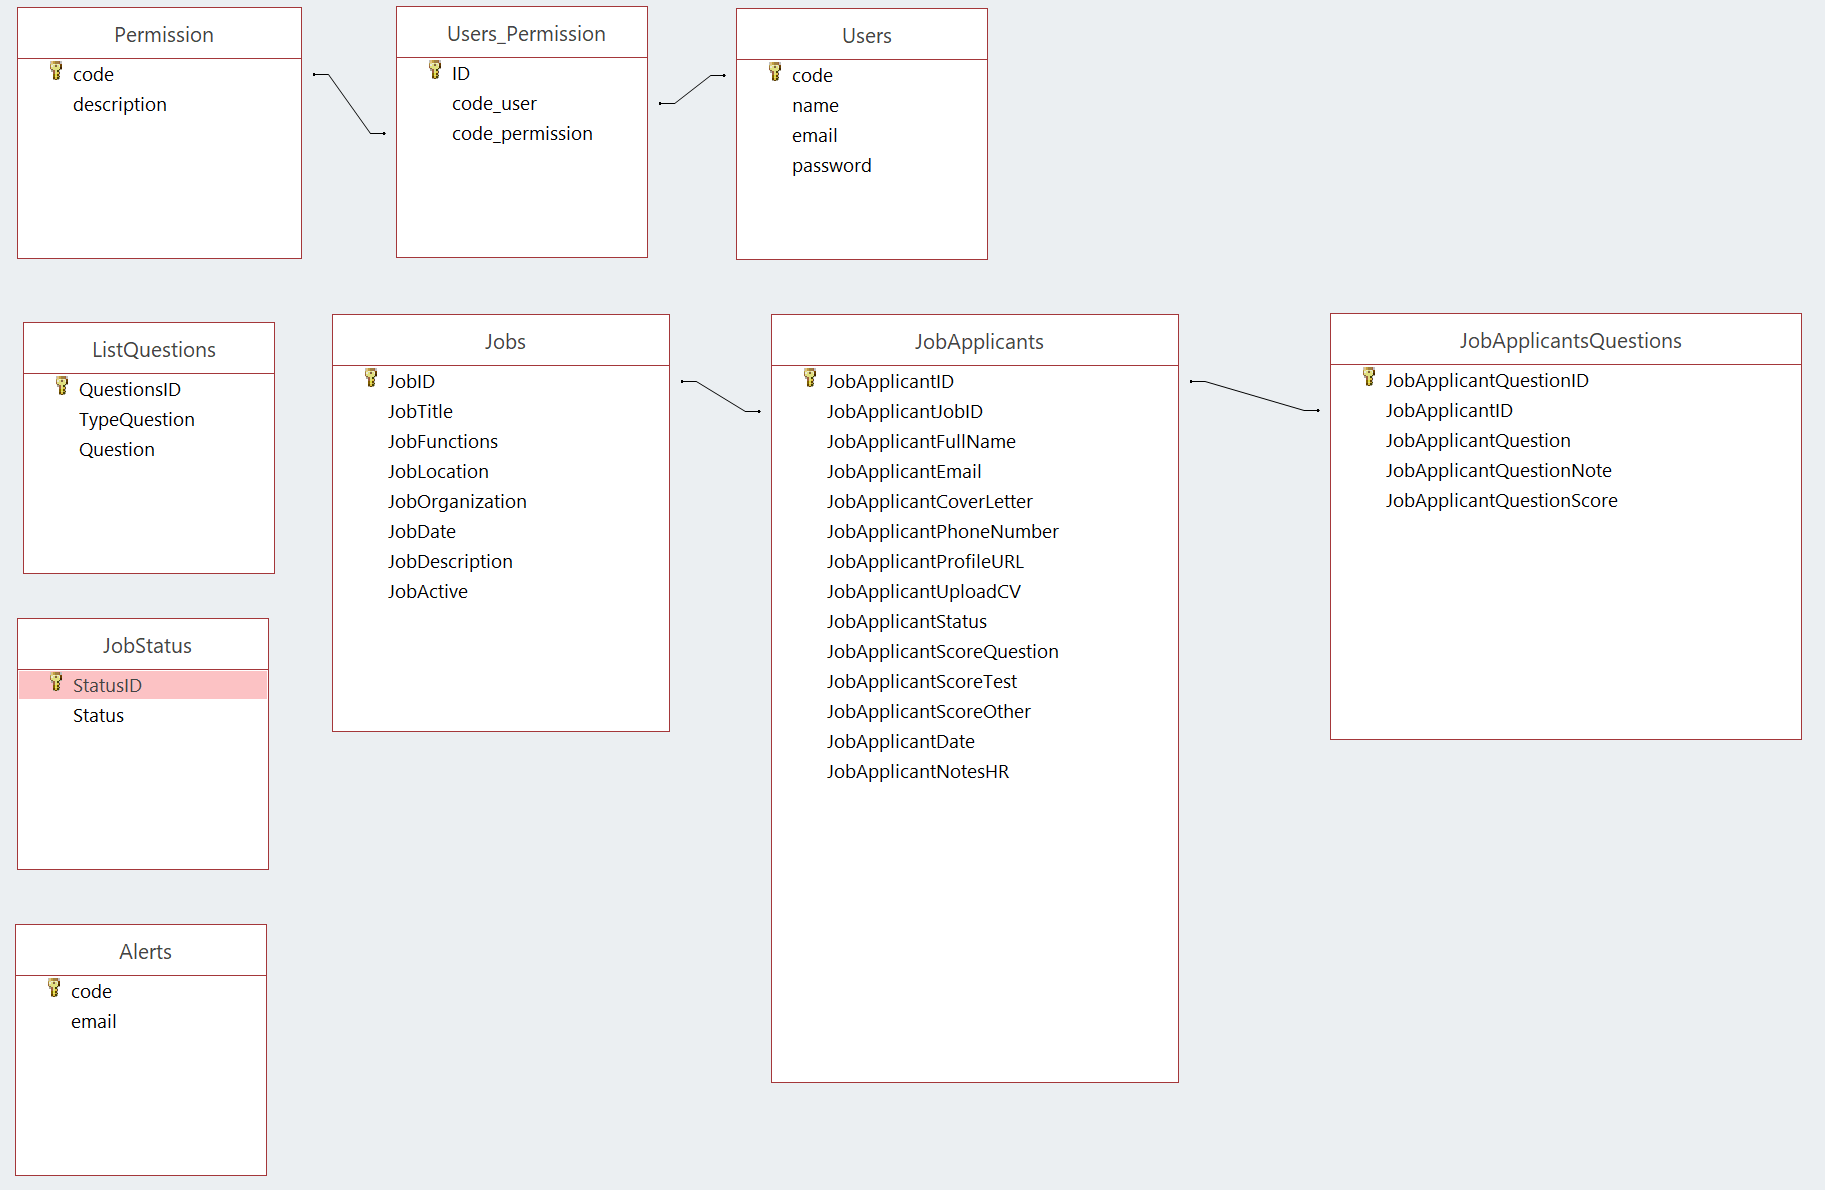 Permission
code
description
Users_Permission
ID
code_user
code_permission
Users
code
name
email
password
ListQuestions
QuestionsID
TypeQuestion
Question
Jobs
JobID
JobTitle
JobFunctions
JobLocation
JobOrganization
JobDate
JobDescription
JobActive
JobApplicants
JobApplicantID
JobApplicantJobID
JobApplicantFullName
JobApplicantEmail
JobApplicantCoverLetter
JobApplicantPhoneNumber
JobApplicantProfileURL
JobApplicantUploadCV
JobApplicantStatus
JobApplicantScoreQuestion
JobApplicantScoreTest
JobApplicantScoreOther
JobApplicantDate
JobApplicantNotesHR
JobApplicantsQuestions
JobApplicantQuestionID
JobApplicantID
JobApplicantQuestion
JobApplicantQuestionNote
JobApplicantQuestionScore
JobStatus
StatusID
Status
Alerts
code
email